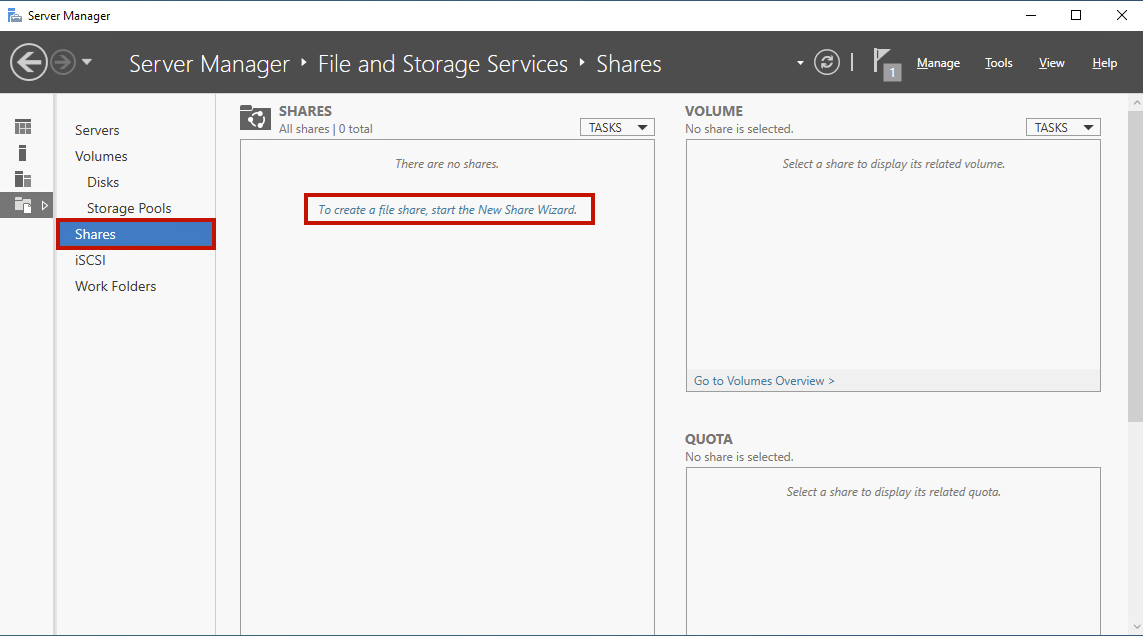 Server Manager
Server Manager ‣ File and Storage Services ‣ Shares
1
Manage
Tools
View
Help
Servers
Volumes
Disks
Storage Pools
Shares
iSCSI
Work Folders
SHARES
All shares | 0 total
TASKS
There are no shares.
To create a file share, start the New Share Wizard.
VOLUME
No share is selected.
TASKS
Select a share to display its related volume.
Go to Volumes Overview >
QUOTA
No share is selected.
Select a share to display its related quota.